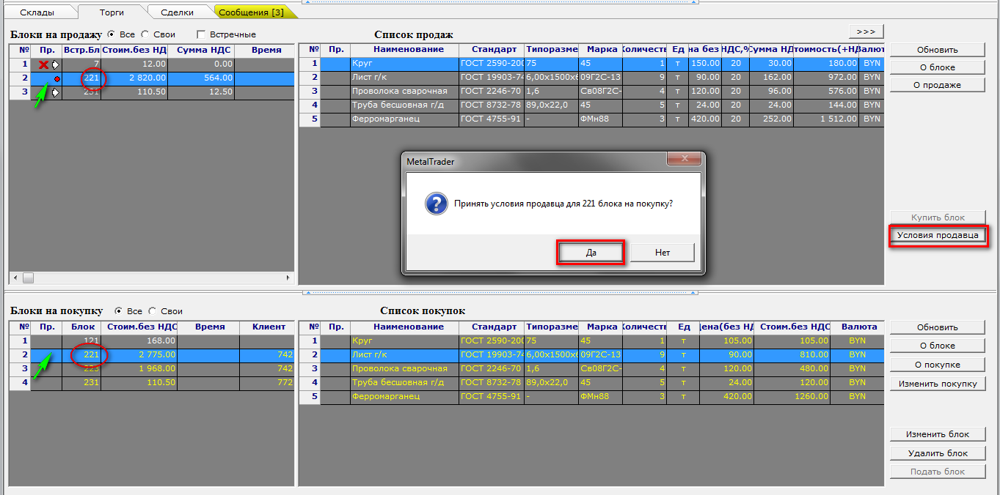 Склады Торги Сделки Сообщения [3]
Блоки на продажу Все Свои Встречные Список продаж >>>
№ Пр. Встр.Бл Стоим.без НД Сумма НДС Время
1 7 12.00 0.00
2 221 2 820.00 564.00
3 231 110.50 12.50
№ Пр. Наименование Стандарт Типоразме Марка Количеств Ед на без НДС,% Сумма НД тоимость(+НД Валют
1 Круг ГОСТ 2590-200 75 45 1 т 150.00 20 30.00 180.00 BYN
2 Лист г/к ГОСТ 19903-74 6,00x1500x6 09Г2С-13 9 т 90.00 20 162.00 972.00 BYN
3 Проволока сварочная ГОСТ 2246-70 1,6 Св08Г2С- 4 т 120.00 20 96.00 576.00 BYN
4 Труба бесшовная г/д ГОСТ 8732-78 89,0x22,0 45 5 т 24.00 20 24.00 144.00 BYN
5 Ферромарганец ГОСТ 4755-91 - ФМн88 3 т 420.00 20 252.00 1 512.00 BYN
Обновить
О блоке
О продаже
MetalTrader
Принять условия продавца для 221 блока на покупку?
Да Нет
Купить блок
Условия продавца
Блоки на покупку Все Свои Список покупок
№ Пр. Блок Стоим.без НДС Время Клиент
1 121 168.00
2 221 2 775.00 742
3 225 1 968.00 742
4 231 110.50 772
№ Пр. Наименование Стандарт Типоразме Марка Количеств Ед Цена(без НД Стоим.без НДС Валюта
1 Круг ГОСТ 2590-200 75 45 1 т 105.00 105.00 BYN
2 Лист г/к ГОСТ 19903-74 6,00x1500x6 09Г2С-13 9 т 90.00 810.00 BYN
3 Проволока сварочная ГОСТ 2246-70 1,6 Св08Г2С- 4 т 120.00 480.00 BYN
4 Труба бесшовная г/д ГОСТ 8732-78 89,0x22,0 45 5 т 24.00 120.00 BYN
5 Ферромарганец ГОСТ 4755-91 - ФМн88 3 т 420.00 1260.00 BYN
Обновить
О блоке
О покупке
Изменить покупку
Изменить блок
Удалить блок
Подать блок